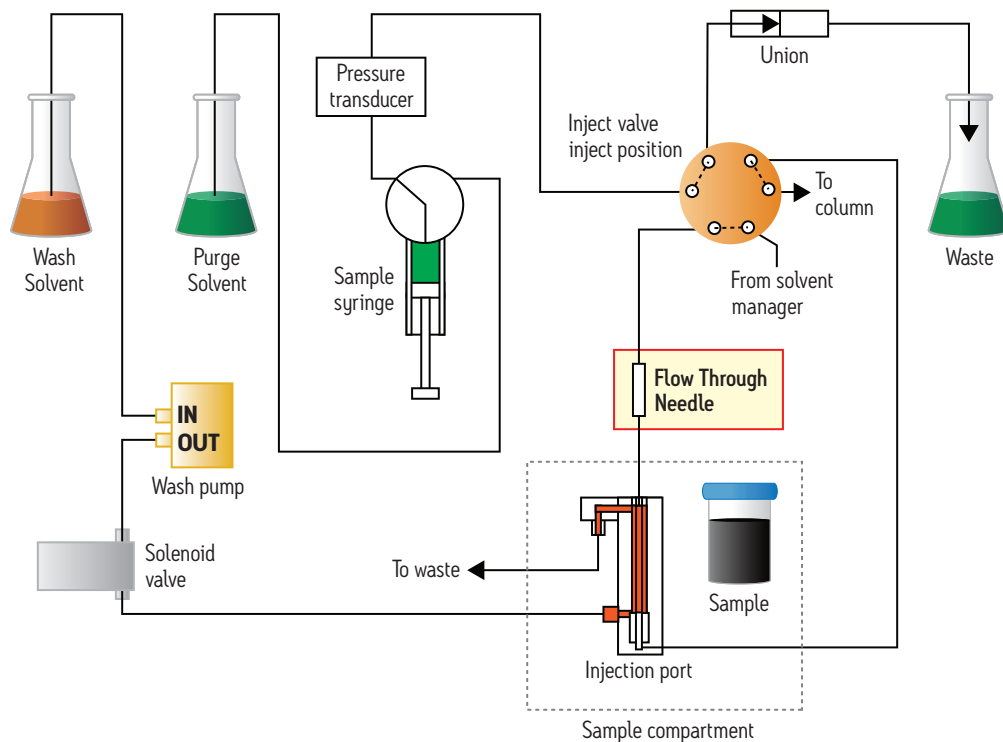 Union
Pressure
transducer
Inject valve
inject position
To
column
Wash
Solvent
Purge
Solvent
Sample
syringe
Waste
From solvent
manager
Flow Through
Needle
IN
OUT
Wash pump
Solenoid
valve
To waste
Sample
Injection port
Sample compartment